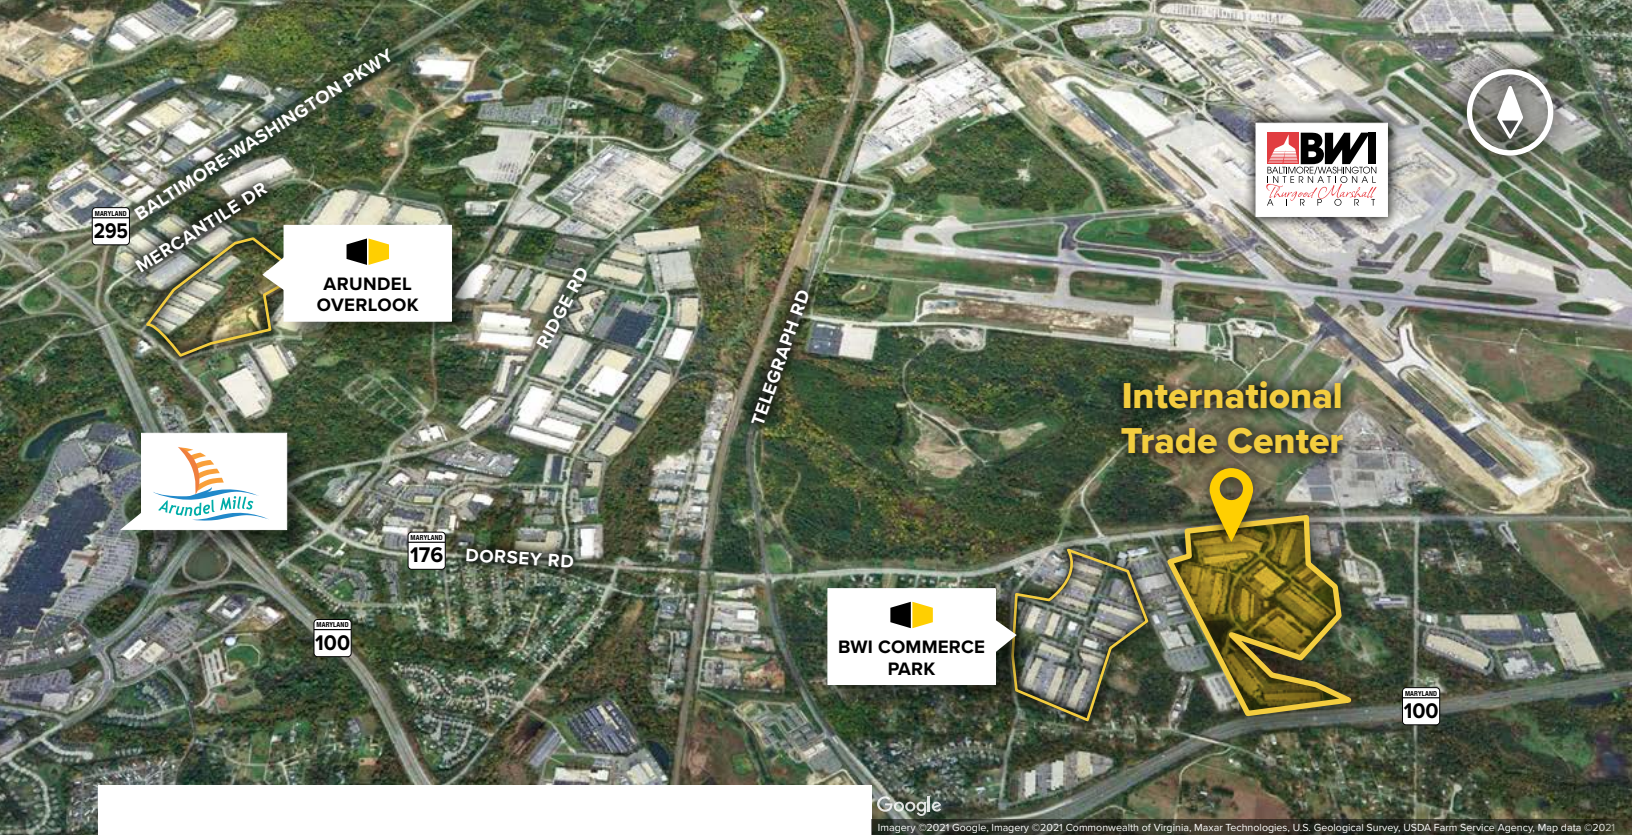 BALTIMORE-WASHINGTON PKWY
MERCANTILE DR
MARYLAND
295
ARUNDEL
OVERLOOK
RIDGE RD
TELEGRAPH RD
BWI
BALTIMORE/WASHINGTON
INTERNATIONAL
Thurgood Marshall
AIRPORT
International
Trade Center
Arundel Mills
MARYLAND
176
DORSEY RD
MARYLAND
100
BWI COMMERCE
PARK
MARYLAND
100
Google
Imagery ©2021 Google, Imagery ©2021 Commonwealth of Virginia, Maxar Technologies, U.S. Geological Survey, USDA Farm Service Agency, Map data ©2021